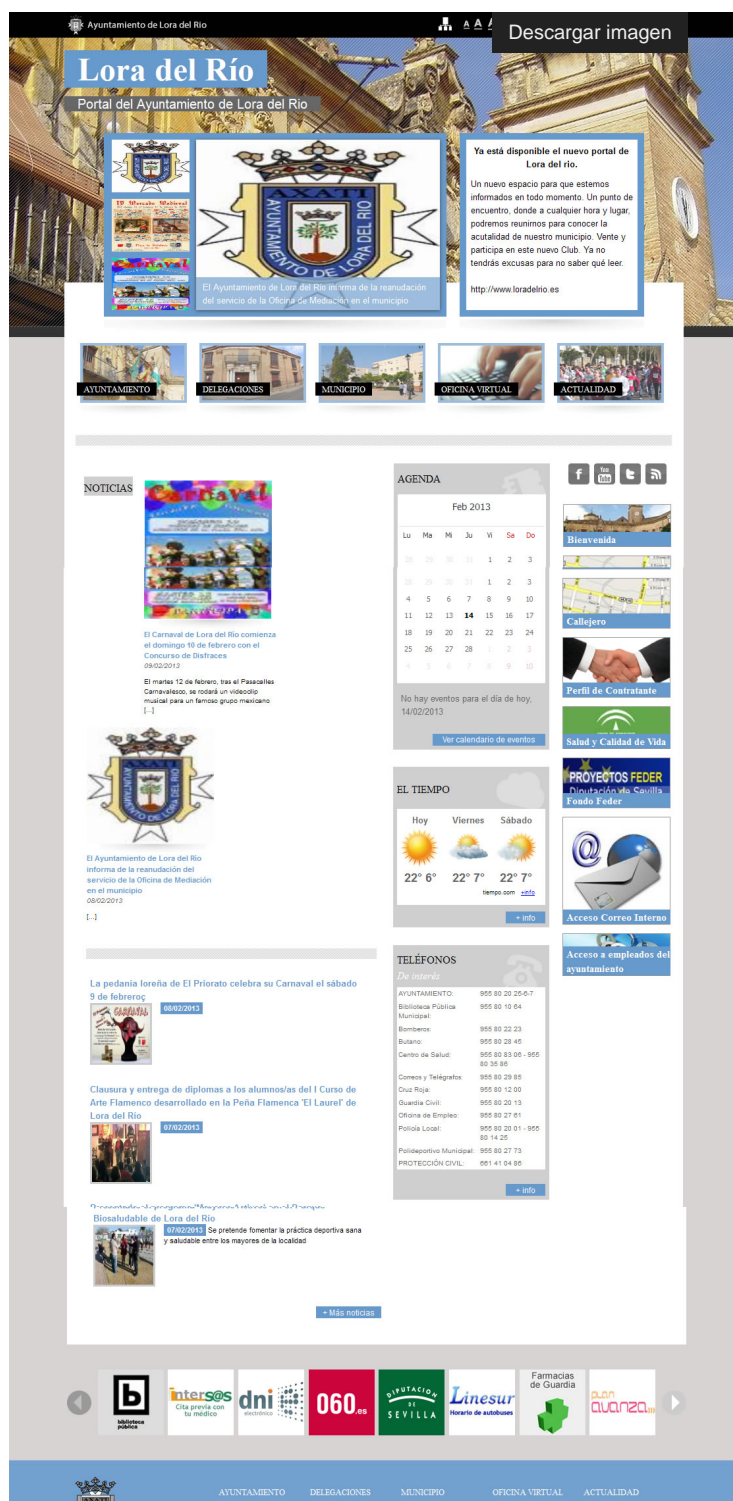 Ayuntamiento de Lora del Rio
A A A
Descargar imagen
Lora del Río
Portal del Ayuntamiento de Lora del Rio
AXATI
AYUNTAMIENTO DE LORA DEL RIO
Carnaval
El Ayuntamiento de Lora del Río informa de la reanudación
del servicio de la Oficina de Mediación en el municipio
Ya está disponible el nuevo portal de
Lora del rio.
Un nuevo espacio para que estemos
informados en todo momento. Un punto de
encuentro, donde a cualquier hora y lugar,
podremos reunirnos para conocer la
acutalidad de nuestro municipio. Vente y
participa en este nuevo Club. Ya no
tendrás excusas para no saber qué leer.
http://www.loradelrio.es
AYUNTAMIENTO
DELEGACIONES
MUNICIPIO
OFICINA VIRTUAL
ACTUALIDAD
NOTICIAS
Carnaval
El Carnaval de Lora del Río comienza
el domingo 10 de febrero con el
Concurso de Disfraces
09/02/2013
El martes 12 de febrero, tras el Pasacalles
Carnavalesco, se rodará un videoclip
musical para un famoso grupo mexicano
[...]
AXATI
AYUNTAMIENTO DE LORA DEL RIO
El Ayuntamiento de Lora del Río
informa de la reanudación del
servicio de la Oficina de Mediación
en el municipio
08/02/2013
[...]
La pedanía loreña de El Priorato celebra su Carnaval el sábado
9 de febreroç
08/02/2013
Clausura y entrega de diplomas a los alumnos/as del I Curso de
Arte Flamenco desarrollado en la Peña Flamenca 'El Laurel' de
Lora del Río
07/02/2013
Biosaludable de Lora del Río
07/02/2013 Se pretende fomentar la práctica deportiva sana
y saludable entre los mayores de la localidad
+ Más noticias
AGENDA
Feb 2013
Lu Ma Mi Ju Vi Sa Do
28 29 30 31 1 2 3
28 29 30 31 1 2 3
4 5 6 7 8 9 10
11 12 13 14 15 16 17
18 19 20 21 22 23 24
25 26 27 28 1 2 3
4 5 6 7 8 9 10
No hay eventos para el día de hoy,
14/02/2013
Ver calendario de eventos
EL TIEMPO
Hoy Viernes Sábado
22° 6° 22° 7° 22° 7°
tiempo.com +info
+ info
TELÉFONOS
De interés
AYUNTAMIENTO: 955 80 20 25-6-7
Biblioteca Pública 955 80 10 64
Municipal:
Bomberos: 955 80 22 23
Butano: 955 80 28 45
Centro de Salud: 955 80 83 06 - 955
80 35 86
Correos y Telégrafos: 955 80 29 85
Cruz Roja: 955 80 12 00
Guardia Civil: 955 80 20 13
Oficina de Empleo: 955 80 27 61
Policía Local: 955 80 20 01 - 955
80 14 25
Polideportivo Municipal: 955 80 27 73
PROTECCIÓN CIVIL: 661 41 04 86
+ info
f
You Tube
t
Bienvenida
Callejero
Perfil de Contratante
Salud y Calidad de Vida
PROYECTOS FEDER
Diputación de Sevilla
Fondo Feder
@
Acceso Correo Interno
Acceso a empleados del
ayuntamiento
b
biblioteca
pública
inters@s
Cita previa con
tu médico
dni
electrónico
060.es
DIPUTACION
DE
SEVILLA
Linesur
Horario de autobuses
Farmacias
de Guardia
PLAN
avanza
AXATI
AYUNTAMIENTO
DELEGACIONES
MUNICIPIO
OFICINA VIRTUAL
ACTUALIDAD